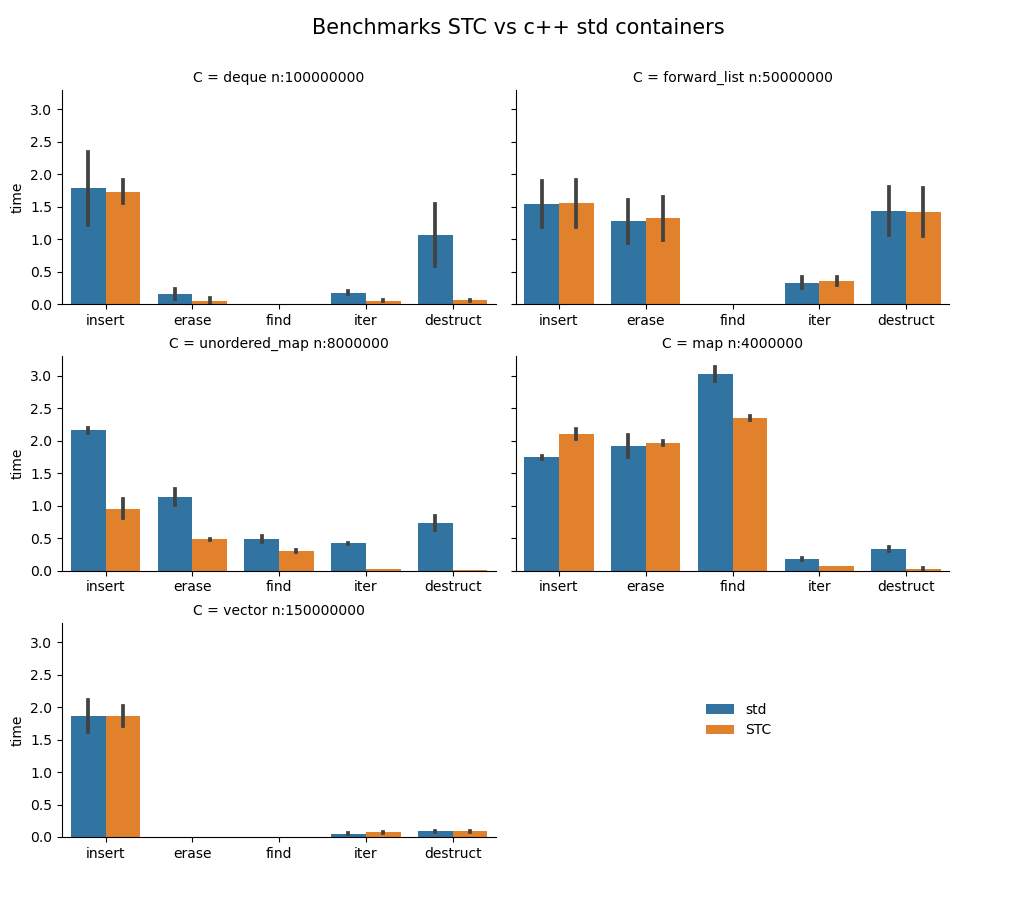 Benchmarks STC vs c++ std containers
C = deque n:100000000
C = forward_list n:50000000
3.0
2.5
2.0
1.5
1.0
0.5
0.0
time
insert erase find iter destruct
insert erase find iter destruct
C = unordered_map n:8000000
C = map n:4000000
3.0
2.5
2.0
1.5
1.0
0.5
0.0
time
insert erase find iter destruct
insert erase find iter destruct
C = vector n:150000000
3.0
2.5
2.0
1.5
1.0
0.5
0.0
time
insert erase find iter destruct
std
STC